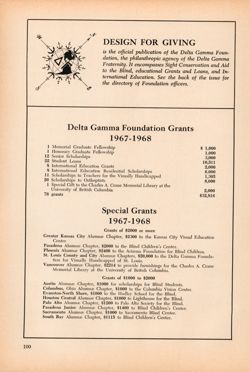 DESIGN FOR GIVING
is the official publication of the Delta Gamma Foun-
dation, the philanthropic agency of the Delta Gamma
Fraternity. It encompasses Sight Conservation and Aid
to the Blind, educational Grants and Loans, and In-
ternational Education. See the back of the issue for
the directory of Foundation officers.
Delta Gamma Foundation Grants
1967-1968
1 Memorial Graduate Fellowship $ 1,000
1 Honorary Graduate Fellowship 1,000
12 Senior Scholarships 3,000
22 Student Loans
8 International Education Grants 2,000
8 International Education Residential Scholarships 6,000
11 Scholarships to Teachers for the Visually Handicapped
20 Scholarships to Orthoptists 8,000
1 Special Gift to the Charles A. Crane Memorial Library at the
University of British Columbia 2,000
78 grants
Special Grants
1967-1968
Grants of $2000 or more
Greater Kansas City Alumnae Chapter, $2300 to the Kansas City Visual Education
Center.
Pasadena Alumnae Chapter, $2000 to the Blind Children's Center.
Phoenix Alumnae Chapter, $5400 to the Arizona Foundation for Blind Children.
St. Louis County and City Alumnae Chapters, $20,000 to the Delta Gamma Founda-
tion for Visually Handicapped of St. Louis.
Vancouver Alumnae Chapter, $2214 to provide furnishings for the Charles A. Crane
Memorial Library at the University of British Columbia.
Grants of $1000 to $2000
Austin Alumnae Chapter, $1000 for scholarships for Blind Students.
Columbus, Ohio Alumnae Chapter, $1000 to the Columbus Vision Center.
Evanston-North Shore, $1000 to the Hadley School for the Blind.
Houston Central Alumnae Chapter, $1000 to Lighthouse for the Blind.
Palo Alto Alumnae Chapter, $1200 to Palo Alto Society for the Blind.
Pasadena Junior Alumnae Chapter, $1400 to Blind Children's Center.
Sacramento Alumnae Chapter, $1000 to Sacramento Blind Center.
South Bay Alumnae Chapter, $1115 to Blind Children's Center.
100